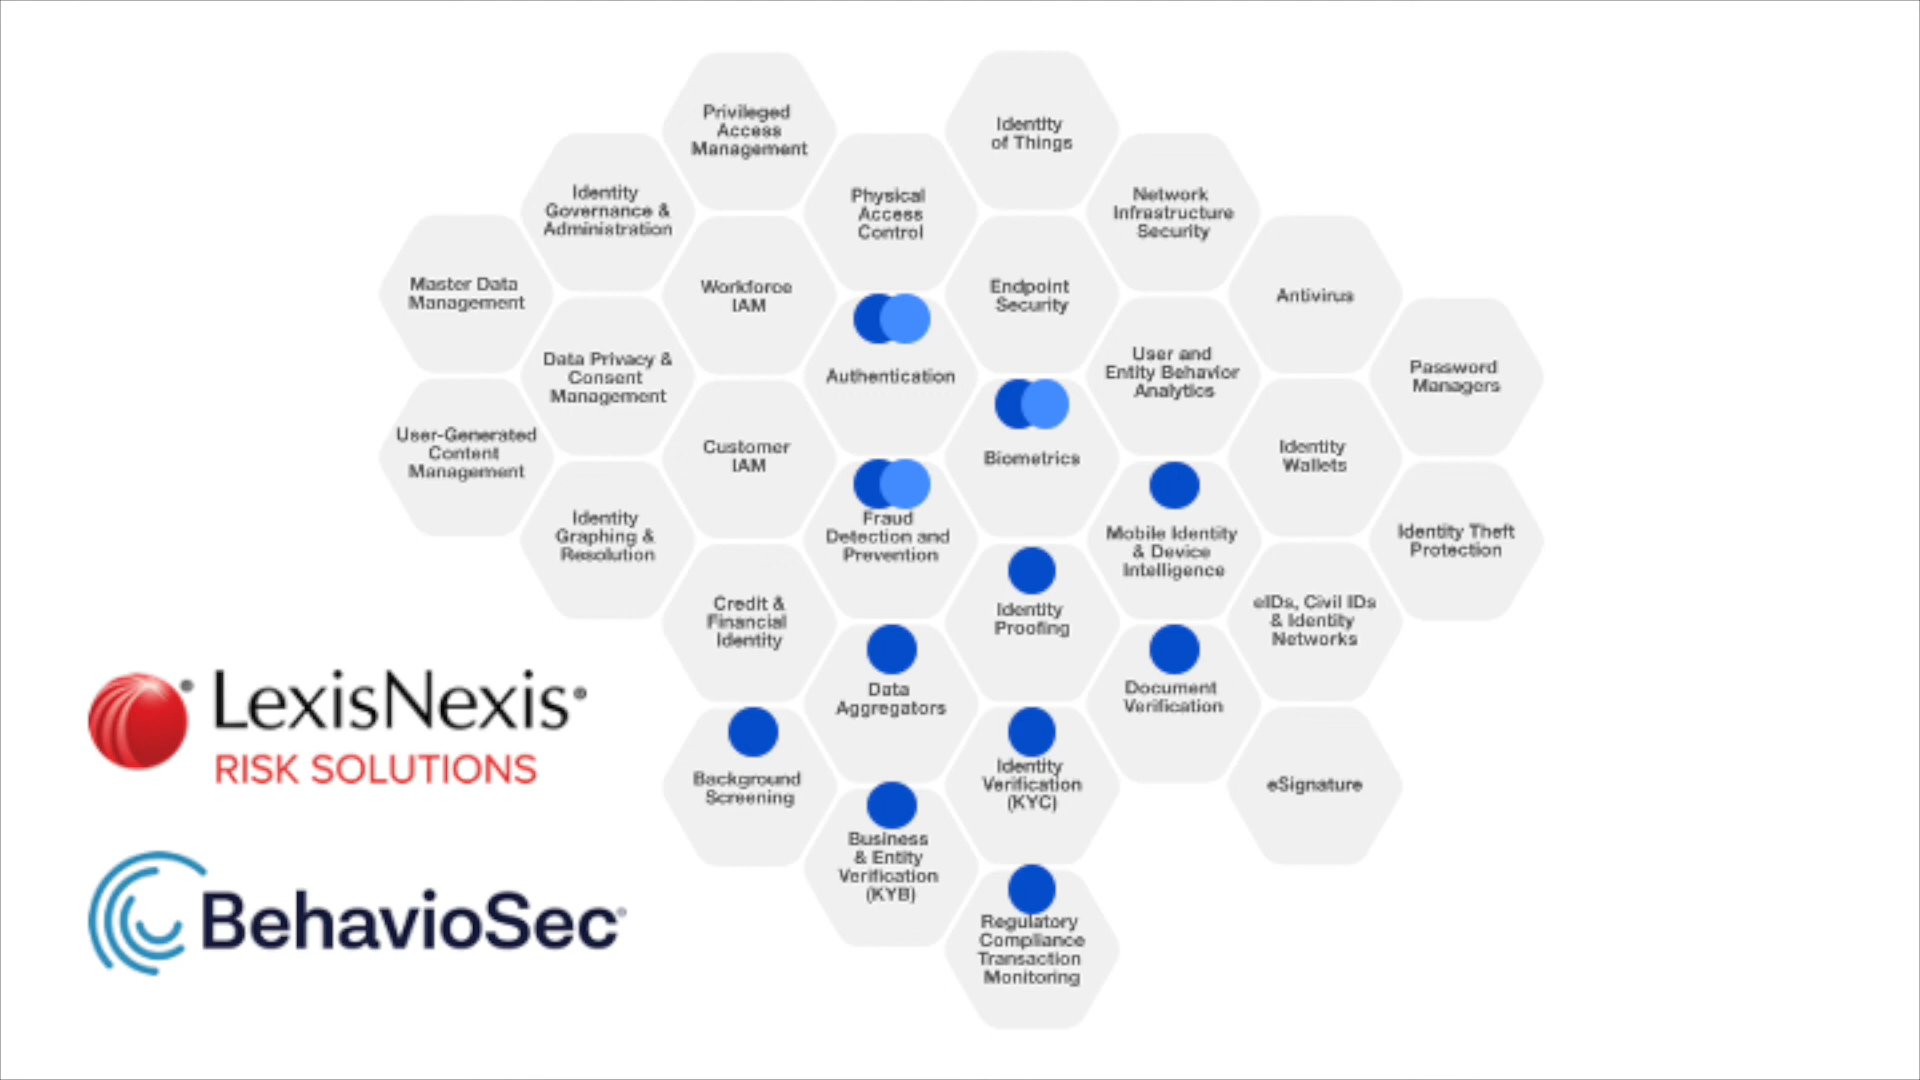 Privileged
Access
Management
Identity
of Things
Identity
Governance &
Administration
Physical
Access
Control
Network
Infrastructure
Security
Master Data
Management
Workforce
IAM
Endpoint
Security
Antivirus
Data Privacy &
Consent
Management
Authentication
User and
Entity Behavior
Analytics
Password
Managers
User-Generated
Content
Management
Customer
IAM
Biometrics
Identity
Wallets
Identity
Graphing &
Resolution
Fraud
Detection and
Prevention
Mobile Identity
& Device
Intelligence
Identity Theft
Protection
Credit &
Financial
Identity
Identity
Proofing
eIDs, Civil IDs
& Identity
Networks
Data
Aggregators
Document
Verification
Background
Screening
Identity
Verification
(KYC)
eSignature
Business
& Entity
Verification
(KYB)
Regulatory
Compliance
Transaction
Monitoring
LexisNexis®
RISK SOLUTIONS
BehavioSec®